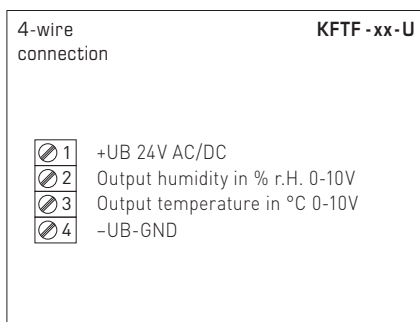 4-wire
connection
KFTF - xx - U
1 +UB 24V AC/DC
2 Output humidity in % r.H. 0-10V
3 Output temperature in °C 0-10V
4 –UB-GND